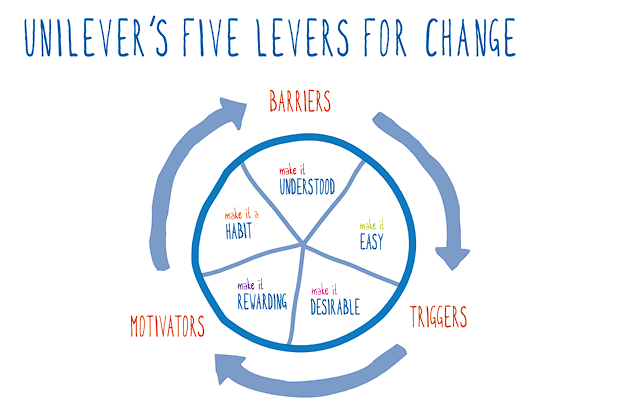 UNILEVER'S FIVE LEVERS FOR CHANGE
BARRIERS
make it
UNDERSTOOD
make it a
HABIT
make it
EASY
make it
REWARDING
make it
DESIRABLE
MOTIVATORS
TRIGGERS